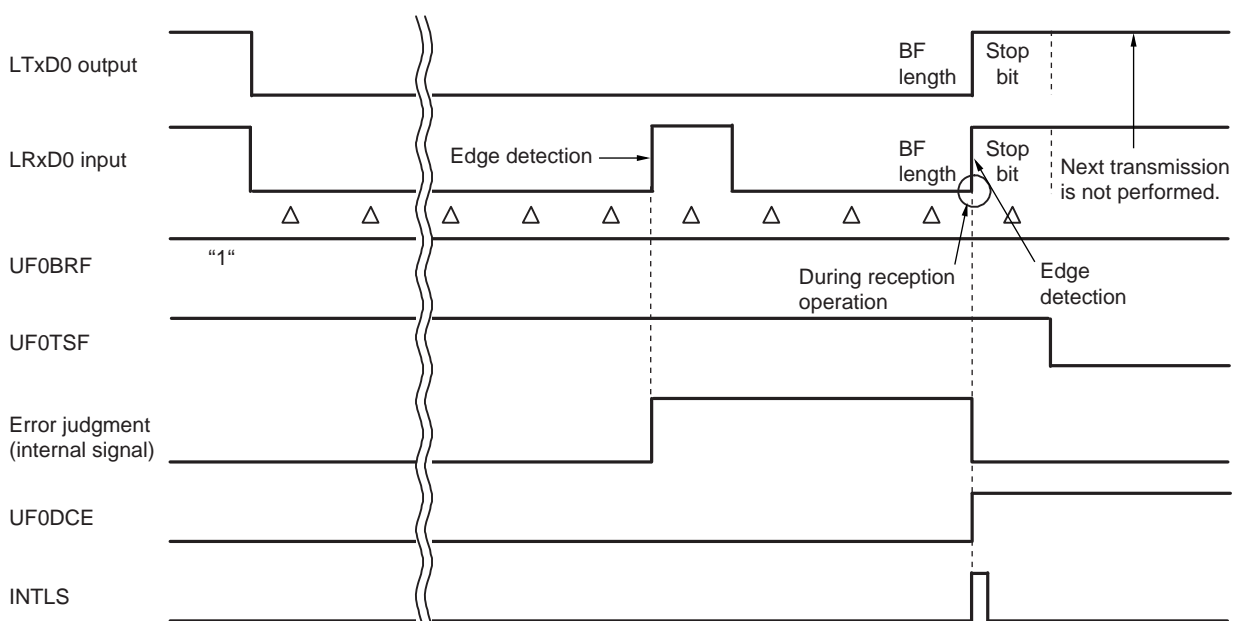 LTxD0 output
BF
length
Stop
bit
LRxD0 input
Edge detection
BF
length
Stop
bit
Next transmission
is not performed.
UF0BRF
“1“
During reception
operation
Edge
detection
UF0TSF
Error judgment
(internal signal)
UF0DCE
INTLS